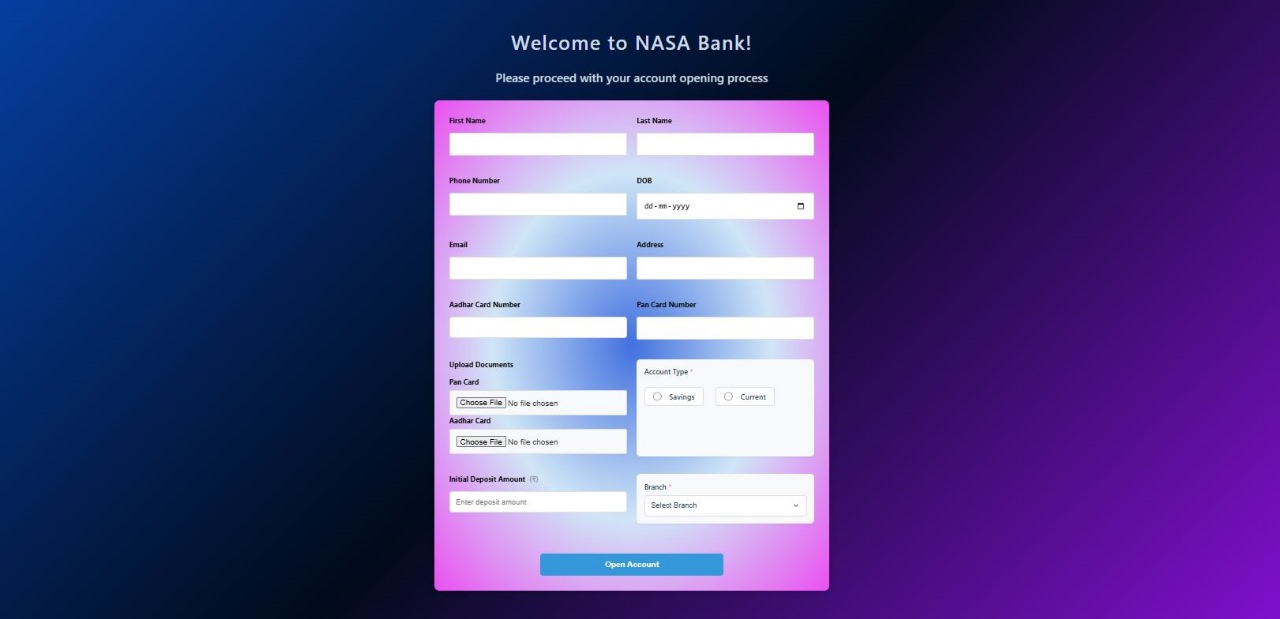 Welcome to NASA Bank!
Please proceed with your account opening process
First Name
Last Name
Phone Number
DOB
dd-mm-yyyy
Email
Address
Aadhar Card Number
Pan Card Number
Upload Documents
Pan Card
Choose File No file chosen
Aadhar Card
Choose File No file chosen
Account Type *
Savings
Current
Initial Deposit Amount (₹)
Enter deposit amount
Branch *
Select Branch
Open Account